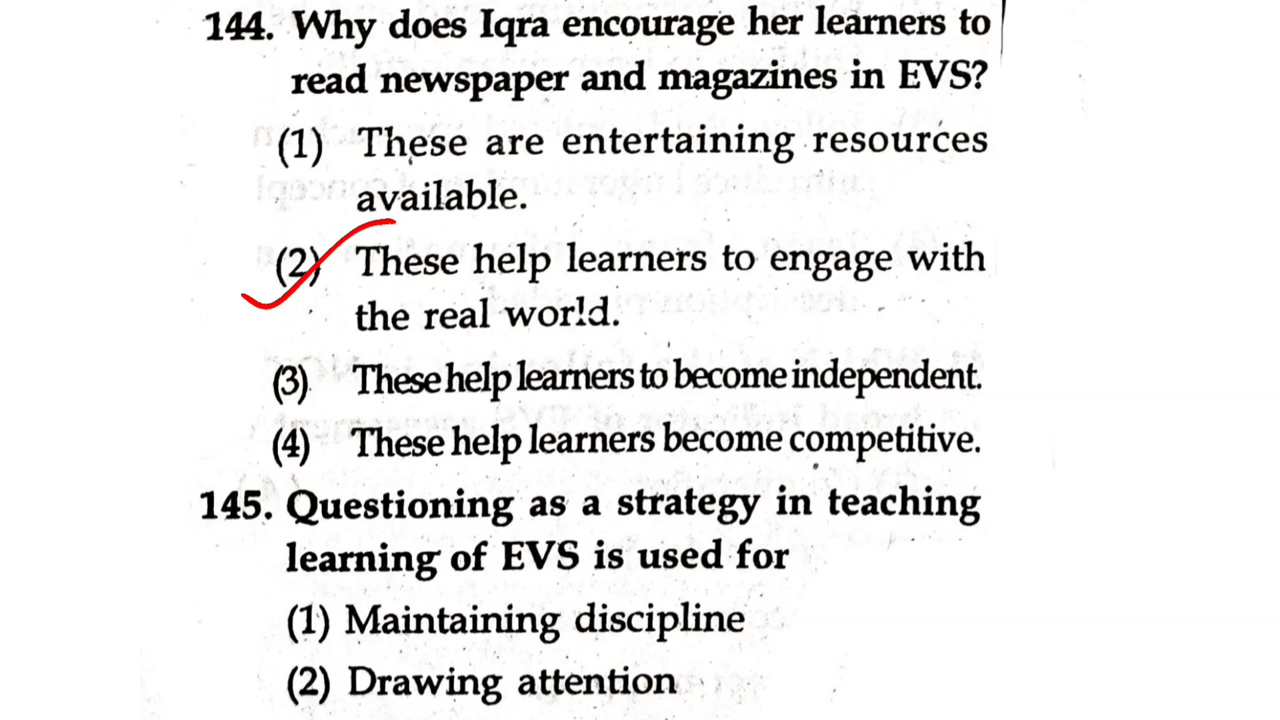 144. Why does Iqra encourage her learners to
read newspaper and magazines in EVS?
(1) These are entertaining resources
available.
(2) These help learners to engage with
the real world.
(3) These help learners to become independent.
(4) These help learners become competitive.
145. Questioning as a strategy in teaching
learning of EVS is used for
(1) Maintaining discipline
(2) Drawing attention